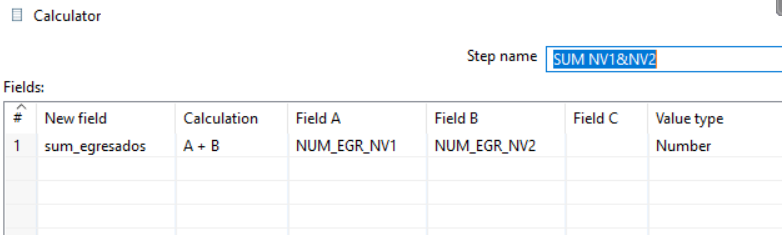 Calculator
Step name SUM NV1&NV2
Fields:
# New field Calculation Field A Field B Field C Value type
1 sum_egresados A + B NUM_EGR_NV1 NUM_EGR_NV2 Number